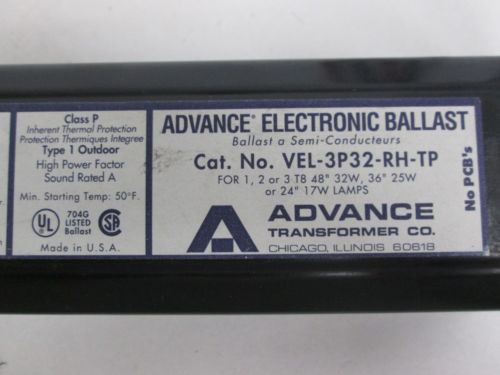 Class P
Inherent Thermal Protection
Protection Thermiques Integree
Type 1 Outdoor
High Power Factor
Sound Rated A
Min. Starting Temp: 50°F.
UL
704G
LISTED
Ballast
SA
Made in U.S.A.
ADVANCE® ELECTRONIC BALLAST
Ballast a Semi-Conducteurs
Cat. No. VEL-3P32-RH-TP
FOR 1, 2 or 3 TB 48" 32W, 36" 25W
or 24" 17W LAMPS
ADVANCE
TRANSFORMER CO.
CHICAGO, ILLINOIS 60618
No PCB's